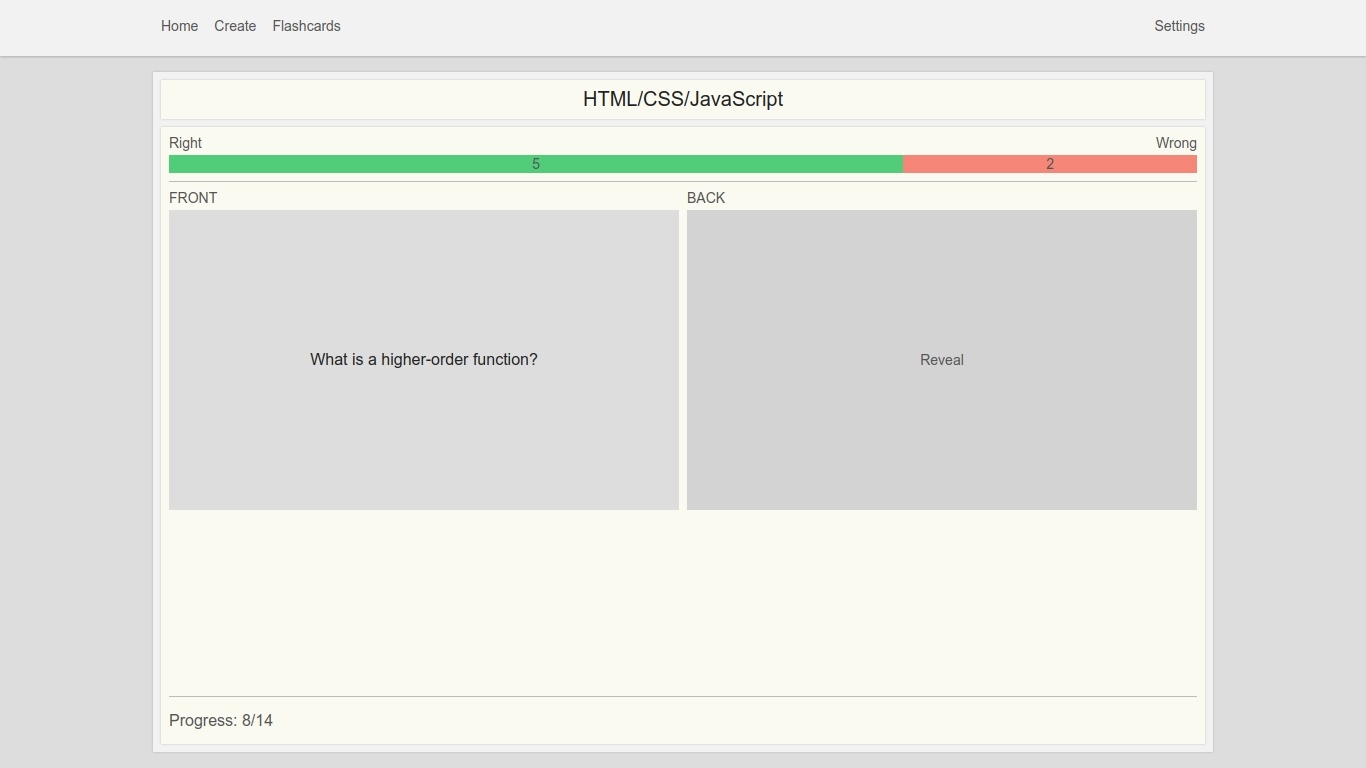 Home Create Flashcards Settings
HTML/CSS/JavaScript
Right Wrong
5 2
FRONT BACK
What is a higher-order function? Reveal
Progress: 8/14